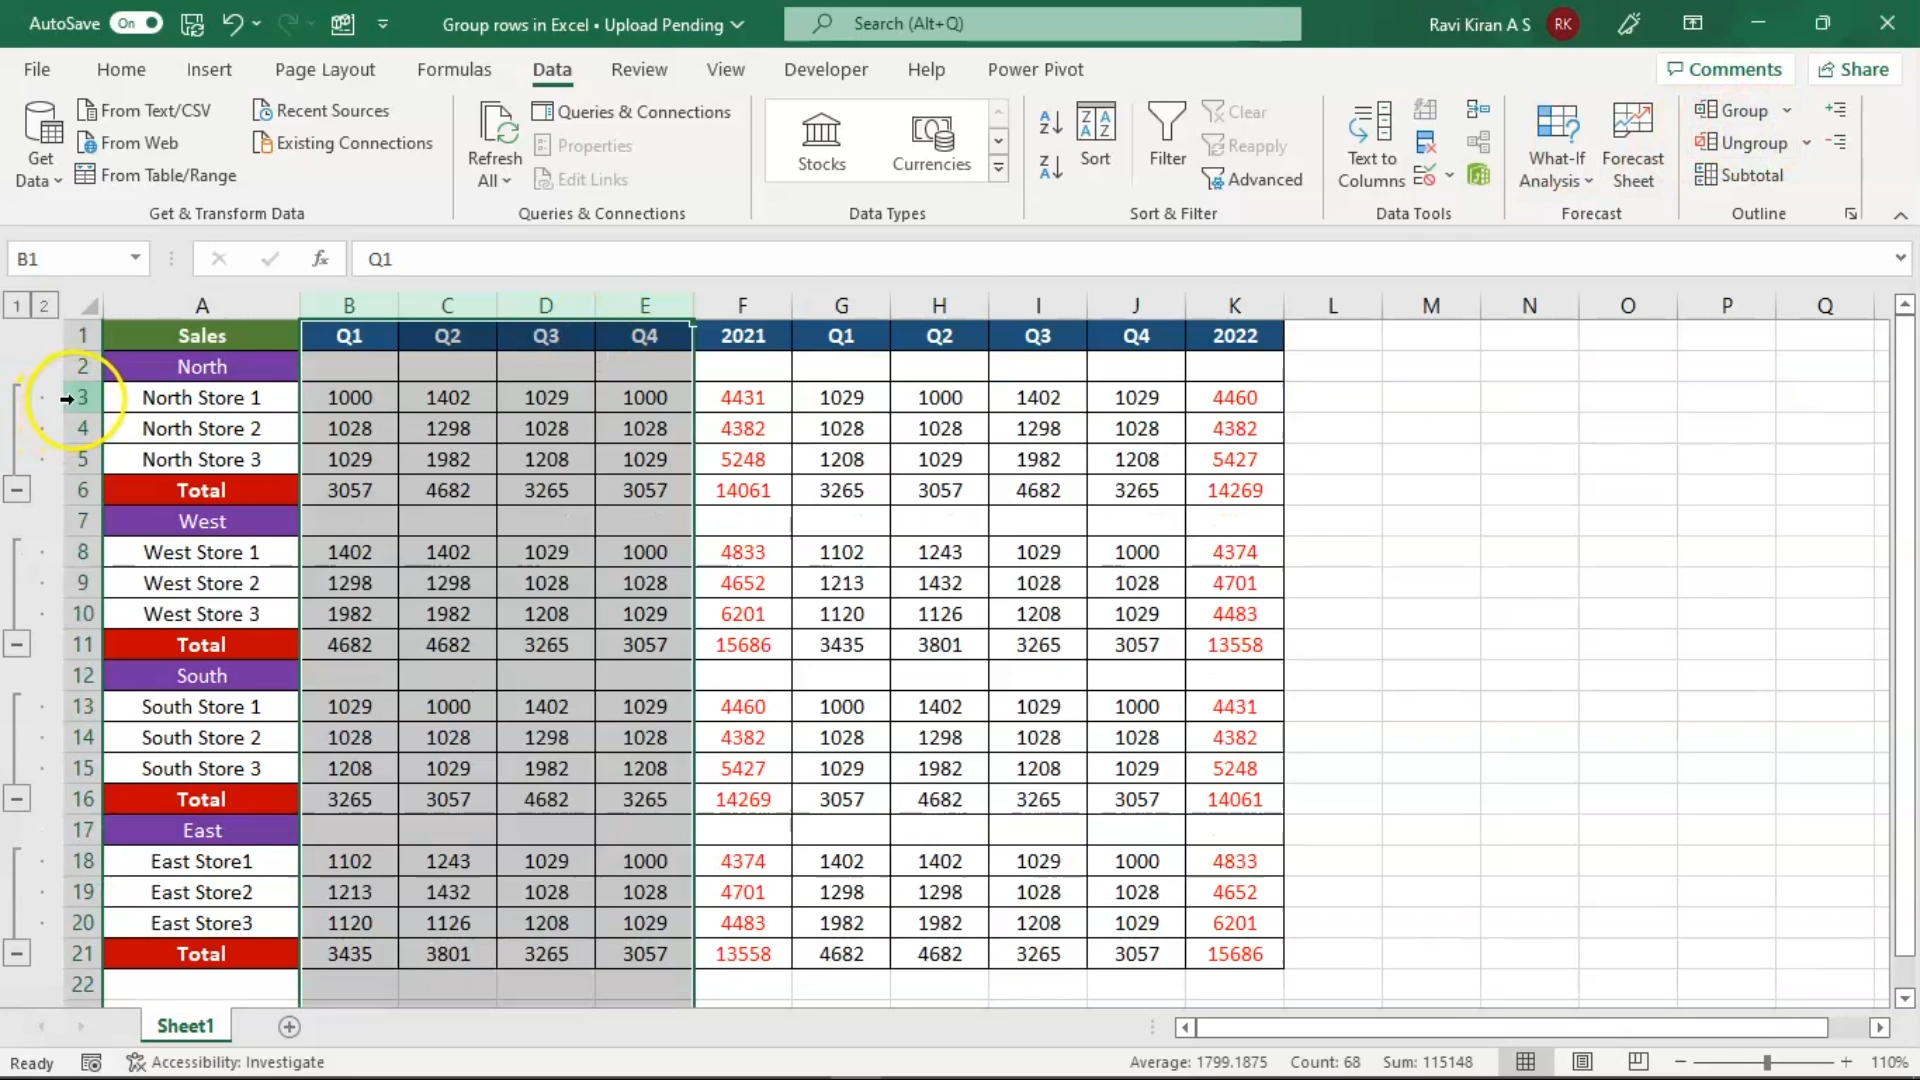 AutoSave On Group rows in Excel • Upload Pending Search (Alt+Q) Ravi Kiran A S RK
File Home Insert Page Layout Formulas Data Review View Developer Help Power Pivot Comments Share
Get Data
From Text/CSV
From Web
From Table/Range
Recent Sources
Existing Connections
Get & Transform Data
Refresh All
Queries & Connections
Properties
Edit Links
Queries & Connections
Stocks Currencies
Data Types
Sort
Filter
Clear
Reapply
Advanced
Sort & Filter
Text to Columns
Data Tools
What-If Analysis
Forecast Sheet
Forecast
Group
Ungroup
Subtotal
Outline
B1 fx Q1
1 2 A B C D E F G H I J K L M N O P Q
1 Sales Q1 Q2 Q3 Q4 2021 Q1 Q2 Q3 Q4 2022
2 North
3 North Store 1 1000 1402 1029 1000 4431 1029 1000 1402 1029 4460
4 North Store 2 1028 1298 1028 1028 4382 1028 1028 1298 1028 4382
5 North Store 3 1029 1982 1208 1029 5248 1208 1029 1982 1208 5427
6 Total 3057 4682 3265 3057 14061 3265 3057 4682 3265 14269
7 West
8 West Store 1 1402 1402 1029 1000 4833 1102 1243 1029 1000 4374
9 West Store 2 1298 1298 1028 1028 4652 1213 1432 1028 1028 4701
10 West Store 3 1982 1982 1208 1029 6201 1120 1126 1208 1029 4483
11 Total 4682 4682 3265 3057 15686 3435 3801 3265 3057 13558
12 South
13 South Store 1 1029 1000 1402 1029 4460 1000 1402 1029 1000 4431
14 South Store 2 1028 1028 1298 1028 4382 1028 1298 1028 1028 4382
15 South Store 3 1208 1029 1982 1208 5427 1029 1982 1208 1029 5248
16 Total 3265 3057 4682 3265 14269 3057 4682 3265 3057 14061
17 East
18 East Store1 1102 1243 1029 1000 4374 1402 1402 1029 1000 4833
19 East Store2 1213 1432 1028 1028 4701 1298 1298 1028 1028 4652
20 East Store3 1120 1126 1208 1029 4483 1982 1982 1208 1029 6201
21 Total 3435 3801 3265 3057 13558 4682 4682 3265 3057 15686
22
Sheet1
Ready Accessibility: Investigate Average: 1799.1875 Count: 68 Sum: 115148 110%